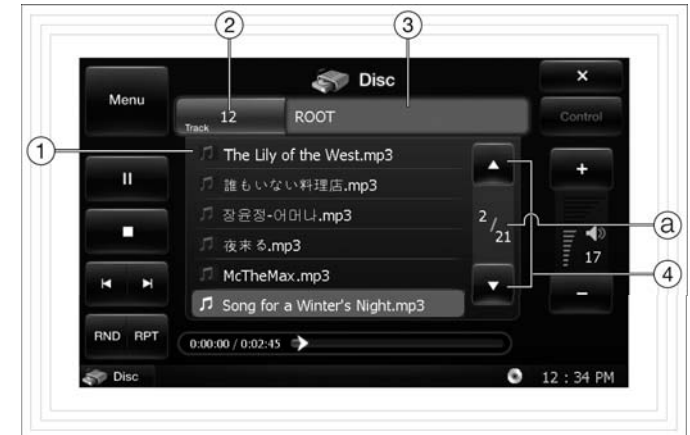 2
3
Disc
×
Menu
12
Track
ROOT
Control
1
The Lily of the West.mp3
+
誰もいない料理店.mp3
장윤정-어머나.mp3
2/21
a
夜来る.mp3
17
McTheMax.mp3
4
Song for a Winter's Night.mp3
−
RND RPT
0:00:00 / 0:02:45
Disc
12 : 34 PM